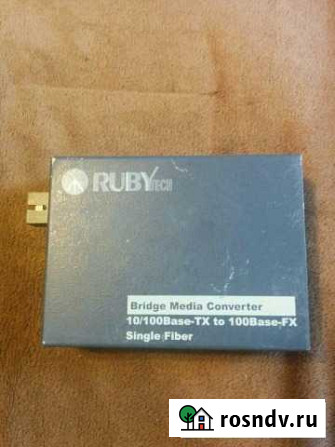 RUBYTECH
Bridge Media Converter
10/100Base-TX to 100Base-FX
Single Fiber
rosndv.ru